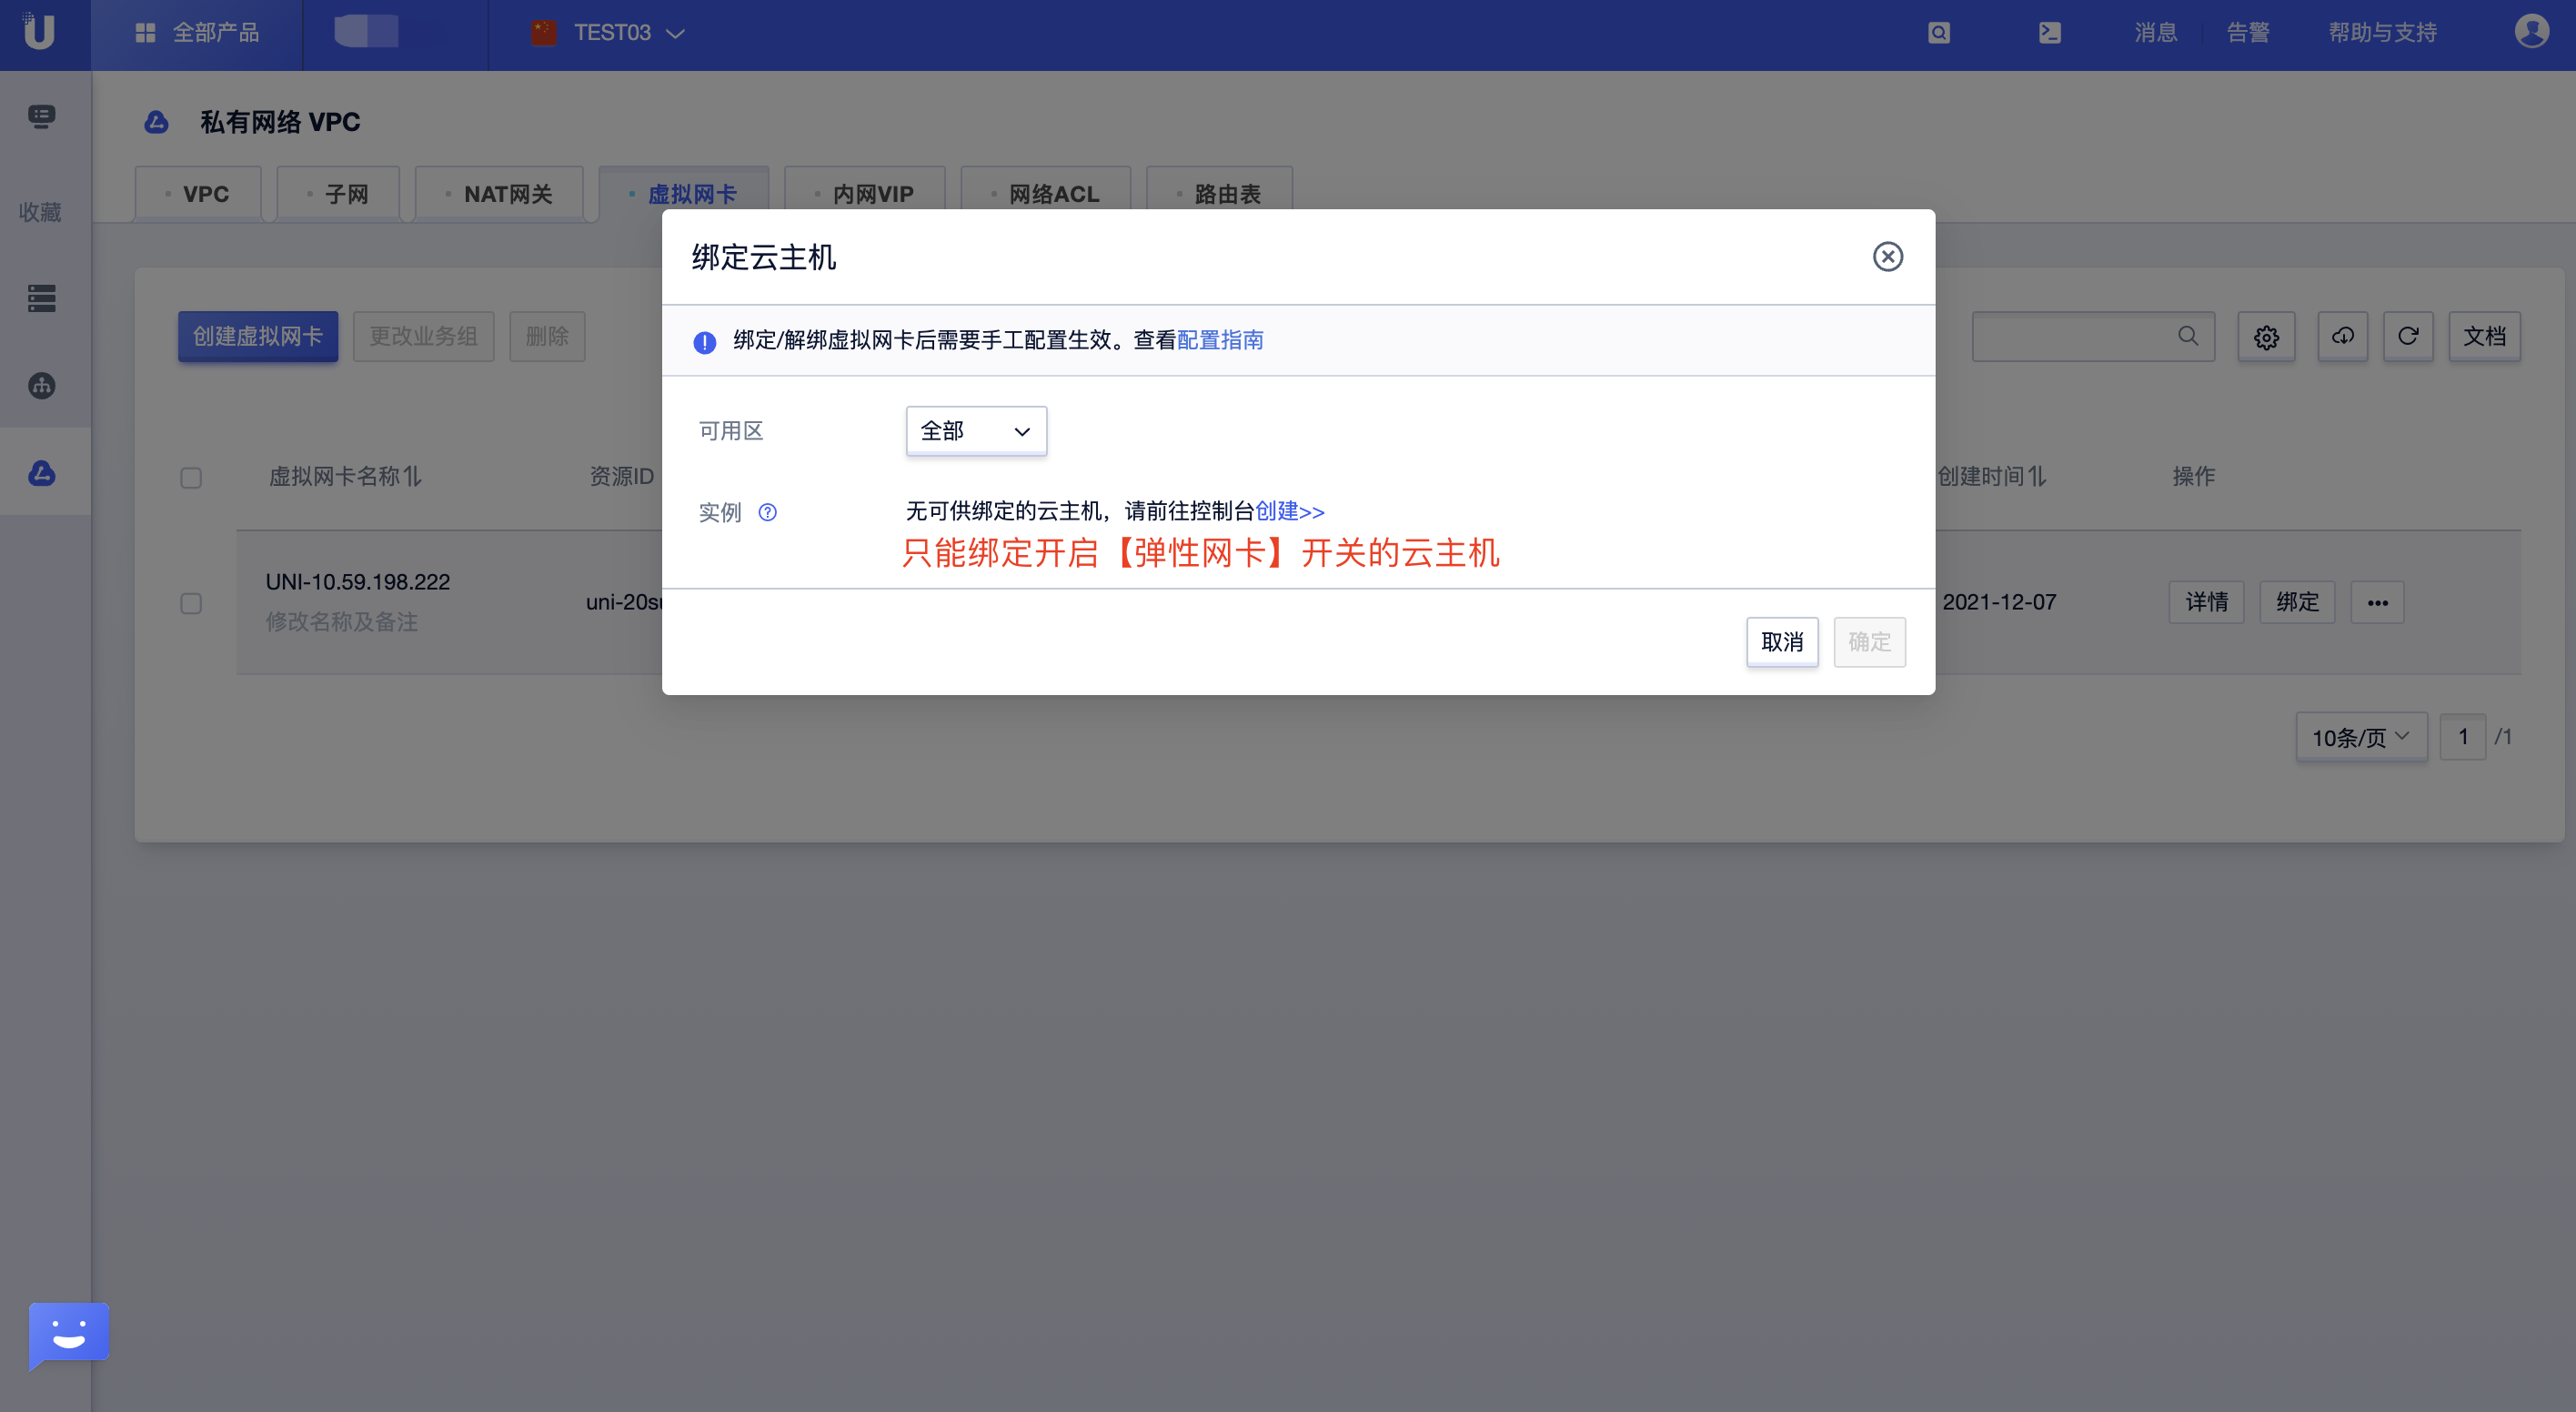 U 全部产品 TEST03 消息 告警 帮助与支持
私有网络 VPC
收藏
VPC 子网 NAT网关 虚拟网卡 内网VIP 网络ACL 路由表
绑定云主机
绑定/解绑虚拟网卡后需要手工配置生效。查看配置指南
创建虚拟网卡 更改业务组 删除 文档
可用区 全部
虚拟网卡名称 资源ID 创建时间 操作
实例 无可供绑定的云主机，请前往控制台创建>>
只能绑定开启【弹性网卡】开关的云主机
UNI-10.59.198.222
修改名称及备注
uni-20s 2021-12-07 详情 绑定 •••
取消 确定
10条/页 1 /1